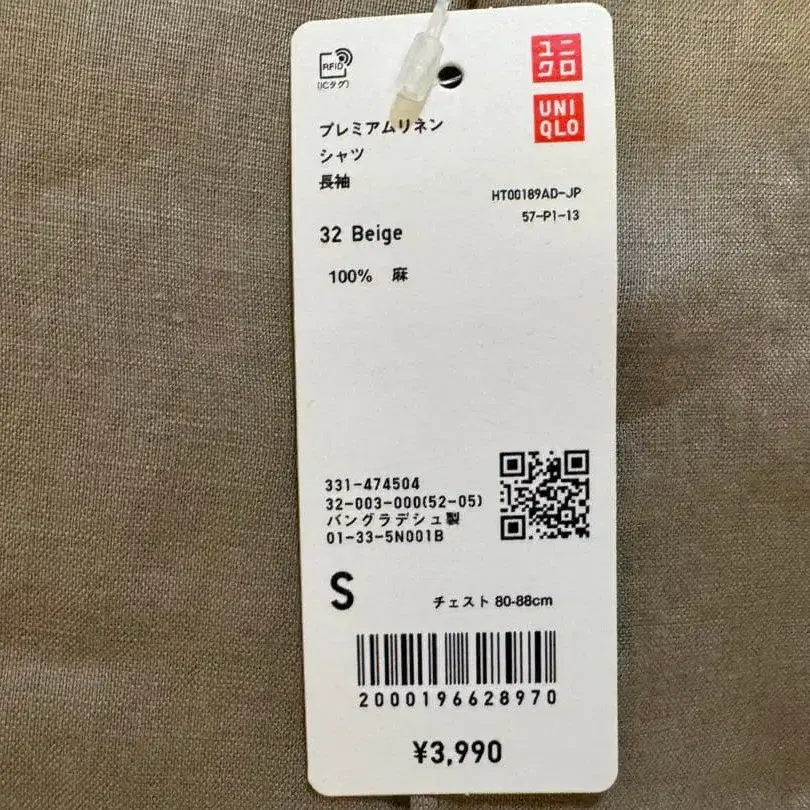 RFID
(ICタグ)
ユニ
クロ
UNI
QLO
プレミアムリネン
シャツ
長袖
HT00189AD-JP
57-P1-13
32 Beige
100% 麻
331-474504
32-003-000(52-05)
バングラデシュ製
01-33-5N001B
S
チェスト 80-88cm
2000196628970
¥3,990